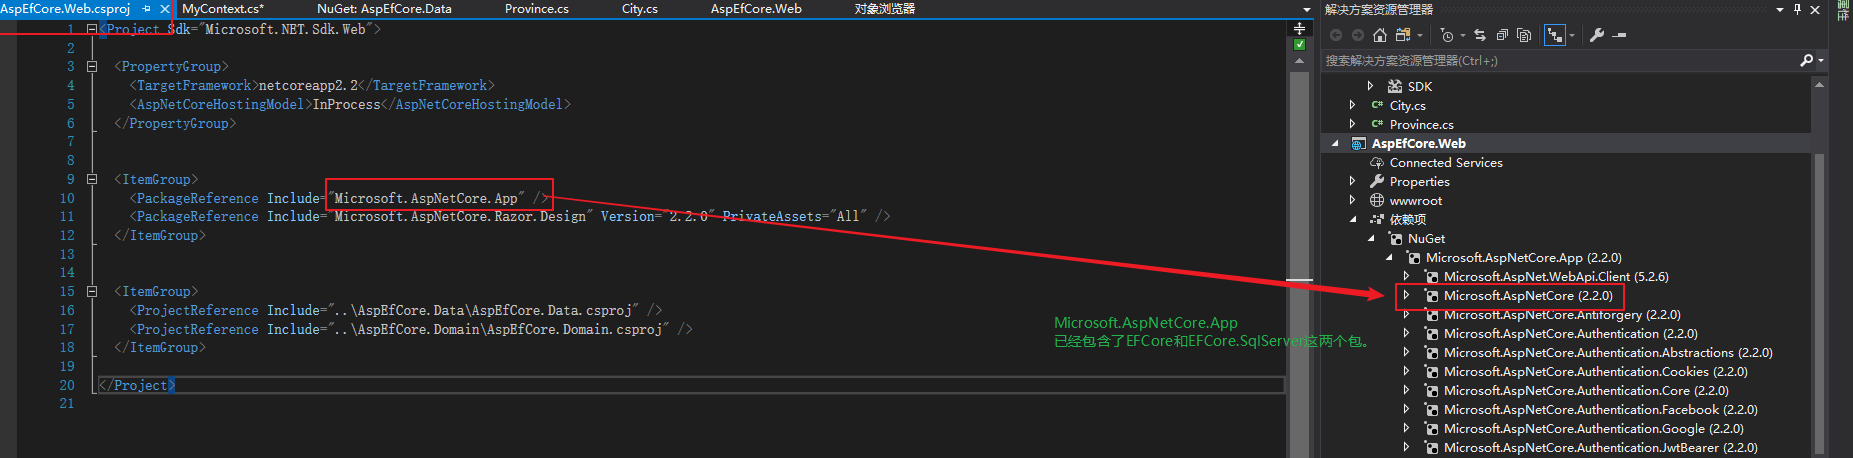 AspEfCore.Web.csproj MyContext.cs* NuGet: AspEfCore.Data Province.cs City.cs AspEfCore.Web 对象浏览器
1 <Project Sdk="Microsoft.NET.Sdk.Web">
2
3 <PropertyGroup>
4 <TargetFramework>netcoreapp2.2</TargetFramework>
5 <AspNetCoreHostingModel>InProcess</AspNetCoreHostingModel>
6 </PropertyGroup>
7
8
9 <ItemGroup>
10 <PackageReference Include="Microsoft.AspNetCore.App" />
11 <PackageReference Include="Microsoft.AspNetCore.Razor.Design" Version="2.2.0" PrivateAssets="All" />
12 </ItemGroup>
13
14
15 <ItemGroup>
16 <ProjectReference Include="..\AspEfCore.Data\AspEfCore.Data.csproj" />
17 <ProjectReference Include="..\AspEfCore.Domain\AspEfCore.Domain.csproj" />
18 </ItemGroup>
19
20 </Project>
21
Microsoft.AspNetCore.App
已经包含了EFCore和EFCore.SqlServer这两个包。
解决方案资源管理器
搜索解决方案资源管理器(Ctrl+;)
SDK
C# City.cs
C# Province.cs
AspEfCore.Web
Connected Services
Properties
wwwroot
依赖项
NuGet
Microsoft.AspNetCore.App (2.2.0)
Microsoft.AspNet.WebApi.Client (5.2.6)
Microsoft.AspNetCore (2.2.0)
Microsoft.AspNetCore.Antiforgery (2.2.0)
Microsoft.AspNetCore.Authentication (2.2.0)
Microsoft.AspNetCore.Authentication.Abstractions (2.2.0)
Microsoft.AspNetCore.Authentication.Cookies (2.2.0)
Microsoft.AspNetCore.Authentication.Core (2.2.0)
Microsoft.AspNetCore.Authentication.Facebook (2.2.0)
Microsoft.AspNetCore.Authentication.Google (2.2.0)
Microsoft.AspNetCore.Authentication.JwtBearer (2.2.0)
属性